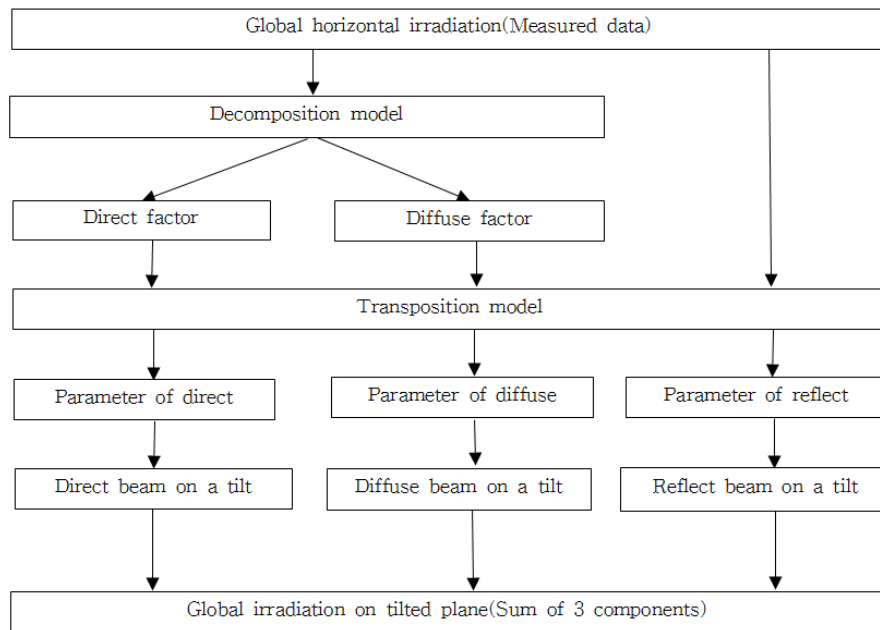 Global horizontal irradiation(Measured data)
Decomposition model
Direct factor
Diffuse factor
Transposition model
Parameter of direct
Parameter of diffuse
Parameter of reflect
Direct beam on a tilt
Diffuse beam on a tilt
Reflect beam on a tilt
Global irradiation on tilted plane(Sum of 3 components)